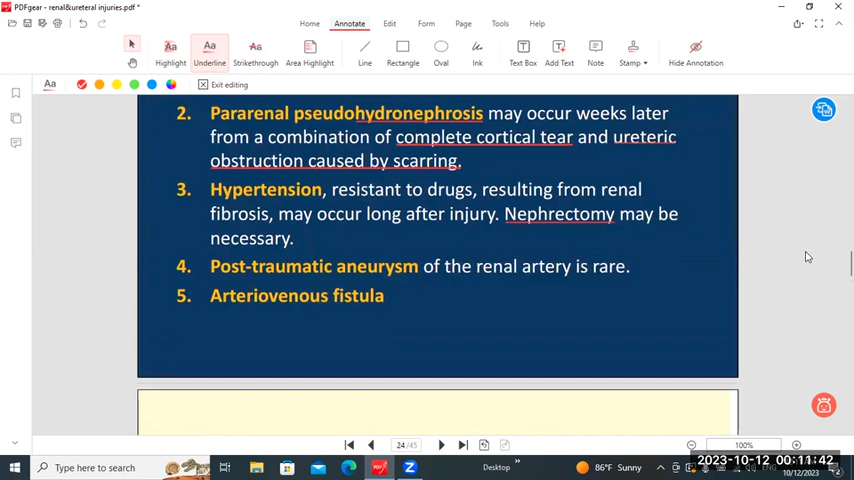 PDFgear - renal&ureteral injuries.pdf *
Home Annotate Edit Form Page Tools Help
Highlight Underline Strikethrough Area Highlight Line Rectangle Oval Ink Text Box Add Text Note Stamp Hide Annotation
Exit editing
2. Pararenal pseudohydronephrosis may occur weeks later
from a combination of complete cortical tear and ureteric
obstruction caused by scarring.
3. Hypertension, resistant to drugs, resulting from renal
fibrosis, may occur long after injury. Nephrectomy may be
necessary.
4. Post-traumatic aneurysm of the renal artery is rare.
5. Arteriovenous fistula
24/45
100%
2023-10-12 00:11:42
Type here to search
Desktop
86°F Sunny
10/12/2023